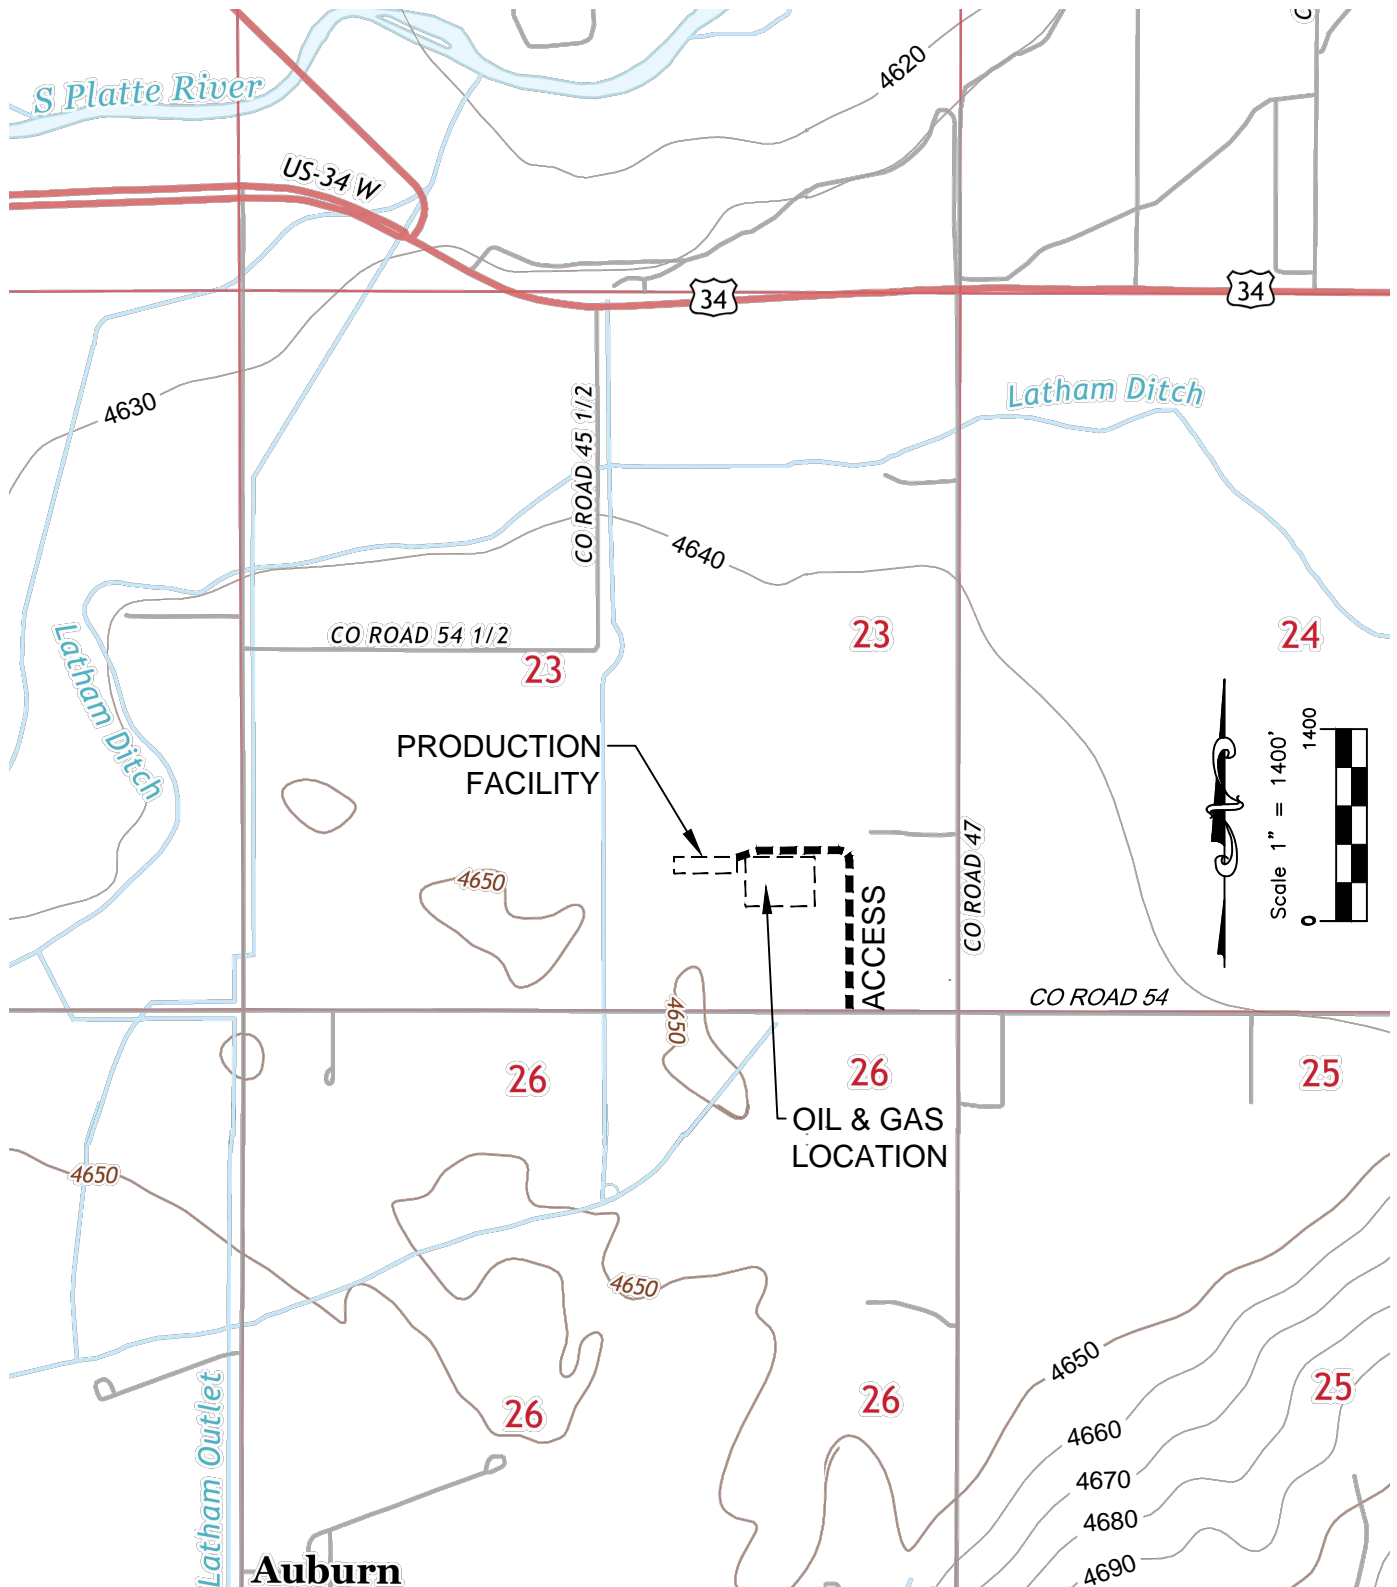 C
4620
S Platte River
US-34 W
34
34
Latham Ditch
4630
CO ROAD 45 1/2
4640
CO ROAD 54 1/2
23
23
24
Latham Ditch
PRODUCTION
FACILITY
1400
Scale 1" = 1400'
0
CO ROAD 47
4650
ACCESS
4650
CO ROAD 54
26
26
25
OIL & GAS
LOCATION
4650
4650
4650
25
26
26
4660
4670
4680
4690
Latham Outlet
Auburn